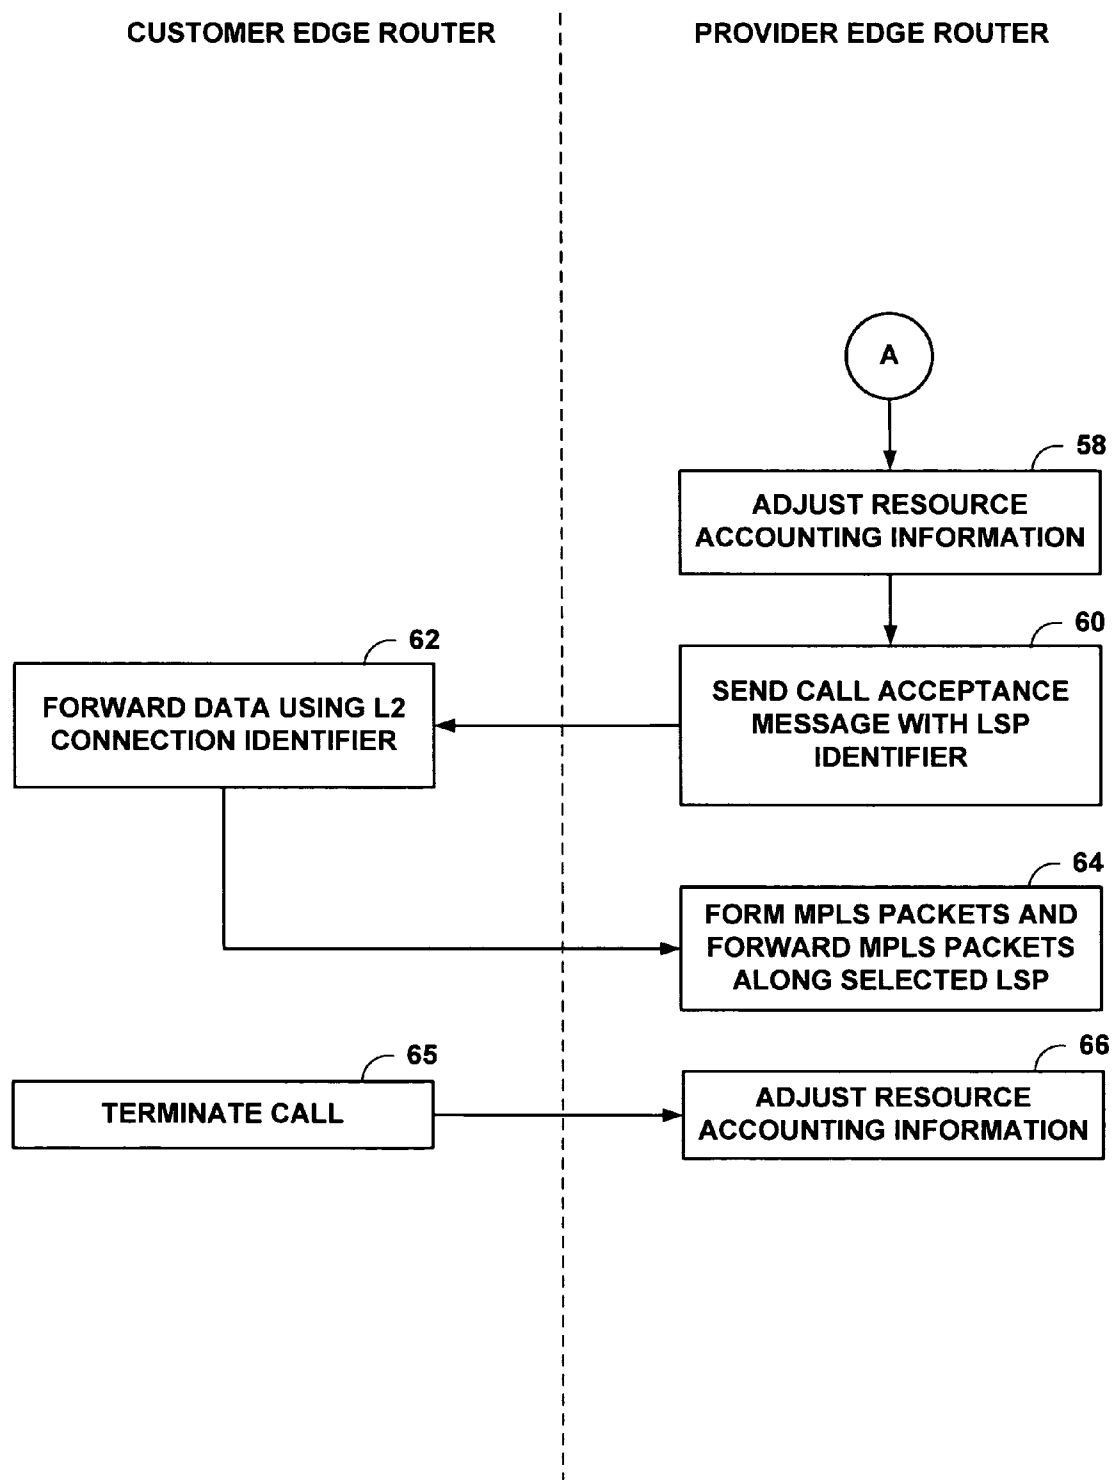 CUSTOMER EDGE ROUTER
PROVIDER EDGE ROUTER
A
58
ADJUST RESOURCE
ACCOUNTING INFORMATION
60
SEND CALL ACCEPTANCE
MESSAGE WITH LSP
IDENTIFIER
62
FORWARD DATA USING L2
CONNECTION IDENTIFIER
64
FORM MPLS PACKETS AND
FORWARD MPLS PACKETS
ALONG SELECTED LSP
65
TERMINATE CALL
66
ADJUST RESOURCE
ACCOUNTING INFORMATION